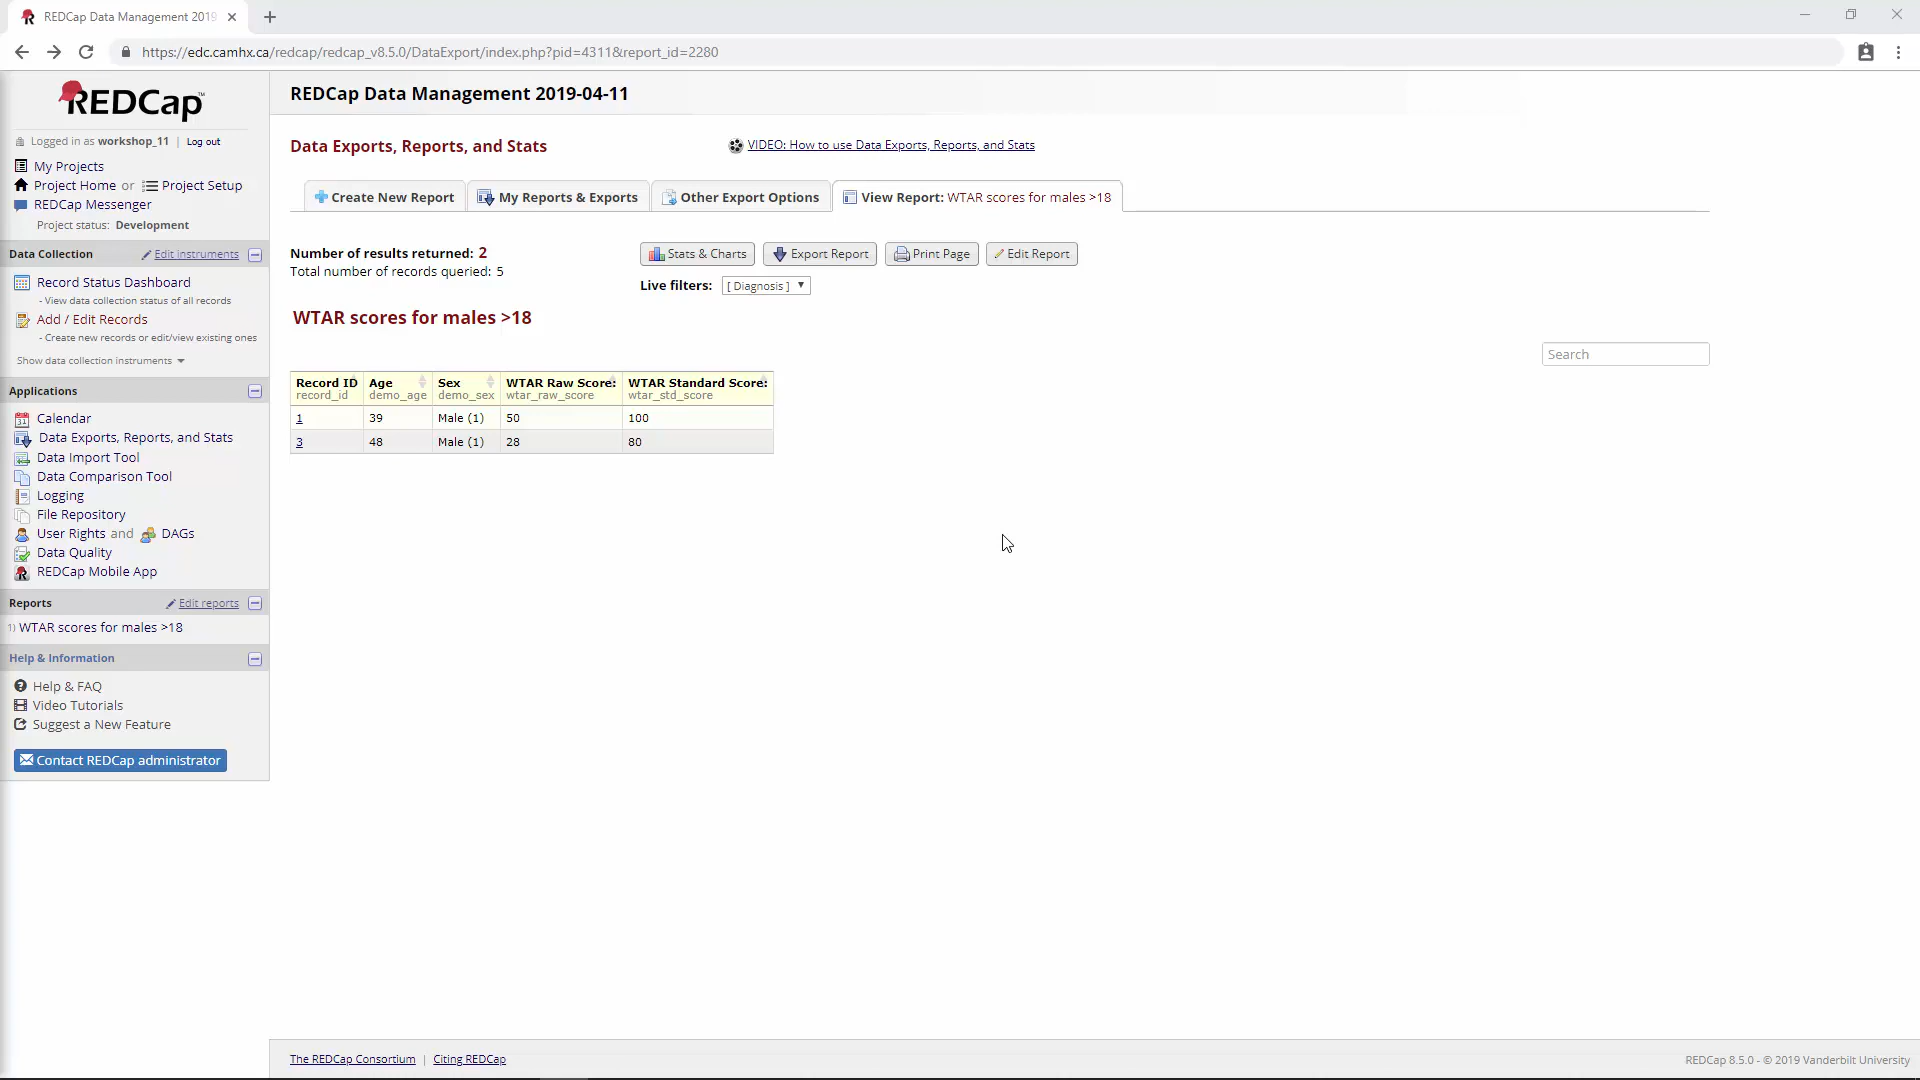 REDCap Data Management 2019
https://edc.camhx.ca/redcap/redcap_v8.5.0/DataExport/index.php?pid=4311&report_id=2280
REDCap™
Logged in as workshop_11 | Log out
My Projects
Project Home or Project Setup
REDCap Messenger
Project status: Development
Data Collection Edit instruments
Record Status Dashboard
- View data collection status of all records
Add / Edit Records
- Create new records or edit/view existing ones
Show data collection instruments
Applications
31 Calendar
Data Exports, Reports, and Stats
Data Import Tool
Data Comparison Tool
Logging
File Repository
User Rights and DAGs
Data Quality
REDCap Mobile App
Reports Edit reports
1) WTAR scores for males >18
Help & Information
Help & FAQ
Video Tutorials
Suggest a New Feature
Contact REDCap administrator
REDCap Data Management 2019-04-11
Data Exports, Reports, and Stats VIDEO: How to use Data Exports, Reports, and Stats
Create New Report My Reports & Exports Other Export Options View Report: WTAR scores for males >18
Number of results returned: 2 Stats & Charts Export Report Print Page Edit Report
Total number of records queried: 5
Live filters: [ Diagnosis ]
WTAR scores for males >18
Search
Record ID Age Sex WTAR Raw Score: WTAR Standard Score:
record_id demo_age demo_sex wtar_raw_score wtar_std_score
1 39 Male (1) 50 100
3 48 Male (1) 28 80
The REDCap Consortium | Citing REDCap
REDCap 8.5.0 - © 2019 Vanderbilt University